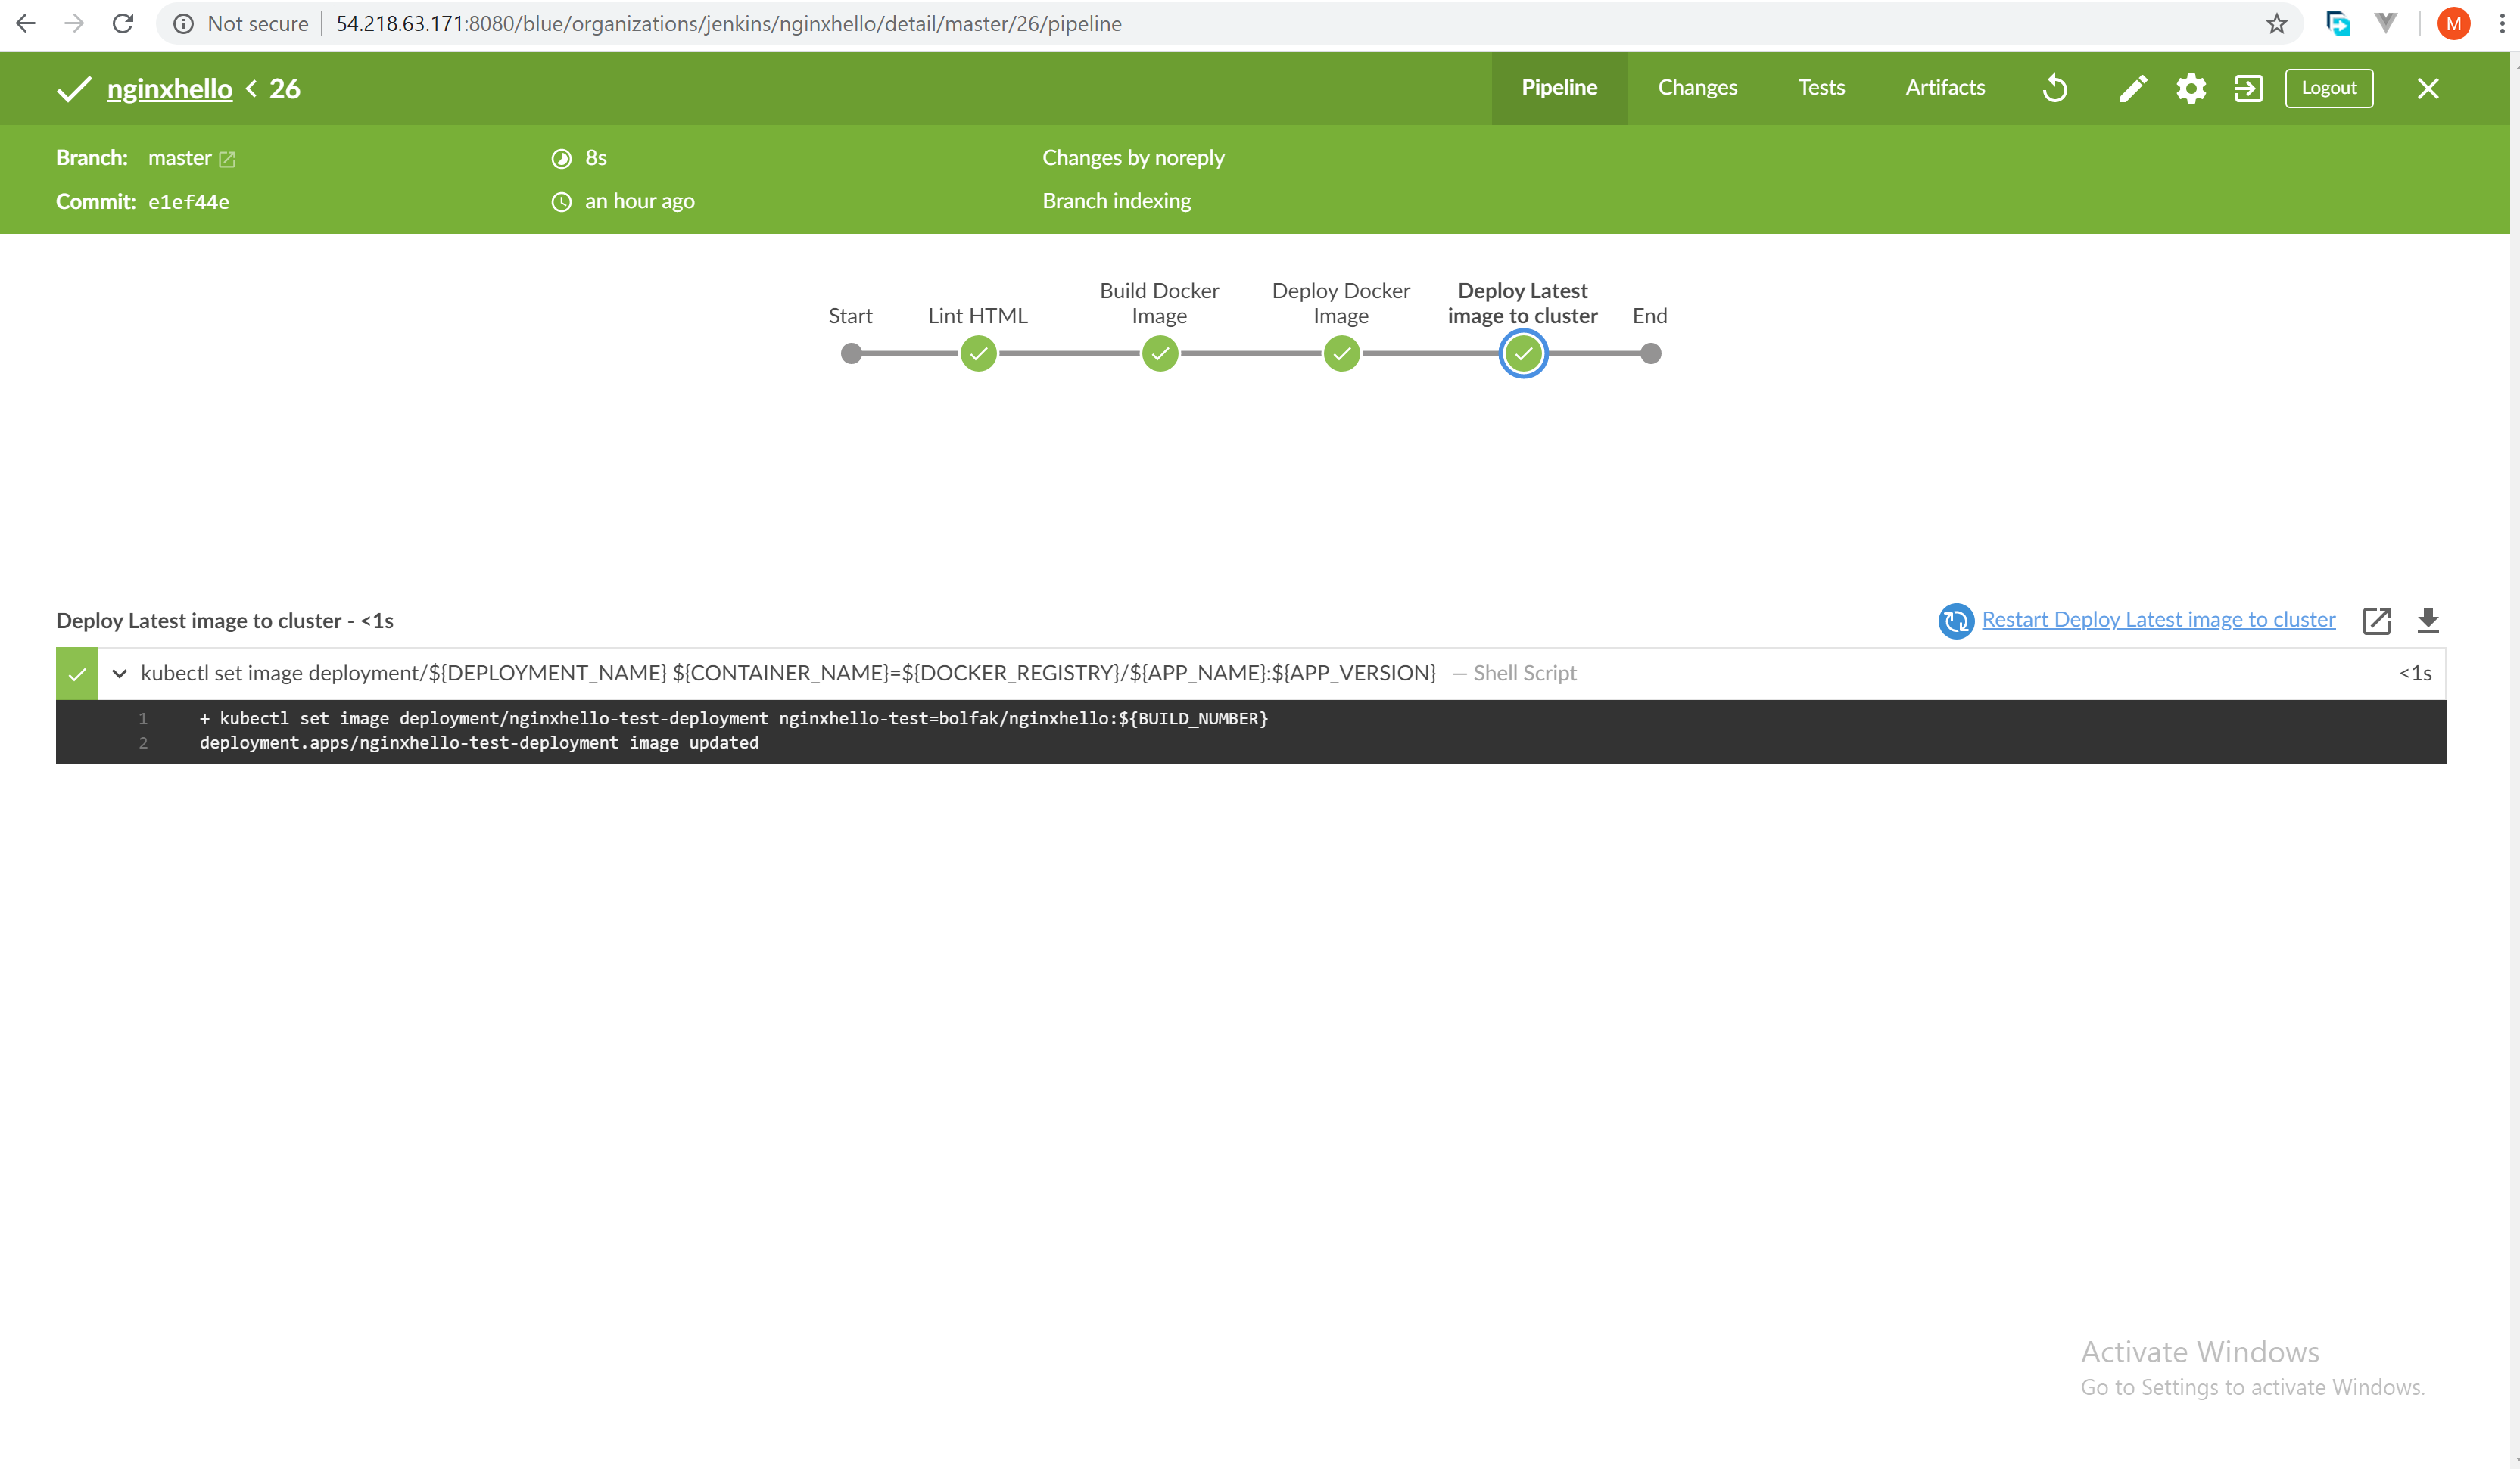 Not secure 54.218.63.171:8080/blue/organizations/jenkins/nginxhello/detail/master/26/pipeline M
nginxhello < 26 Pipeline Changes Tests Artifacts Logout
Branch: master 8s Changes by noreply
Commit: e1ef44e an hour ago Branch indexing
Build Docker Deploy Docker Deploy Latest
Start Lint HTML Image Image image to cluster End
Deploy Latest image to cluster - <1s Restart Deploy Latest image to cluster
kubectl set image deployment/${DEPLOYMENT_NAME} ${CONTAINER_NAME}=${DOCKER_REGISTRY}/${APP_NAME}:${APP_VERSION} — Shell Script <1s
1 + kubectl set image deployment/nginxhello-test-deployment nginxhello-test=bolfak/nginxhello:${BUILD_NUMBER}
2 deployment.apps/nginxhello-test-deployment image updated
Activate Windows
Go to Settings to activate Windows.